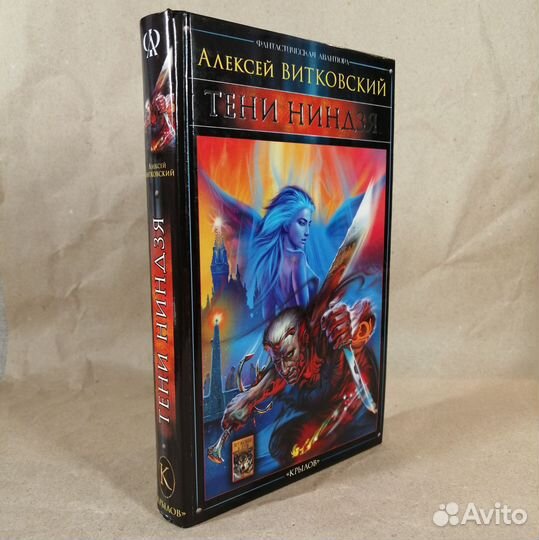 ФАНТАСТИЧЕСКАЯ АВАНТЮРА
АЛЕКСЕЙ ВИТКОВСКИЙ
ТЕНИ НИНДЗЯ
«КРЫЛОВ»
АЛЕКСЕЙ
ВИТКОВСКИЙ
ТЕНИ НИНДЗЯ
К
КРЫЛОВ»
Avito